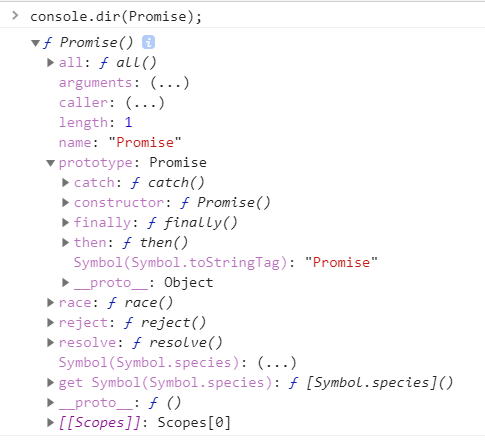 console.dir(Promise);
ƒ Promise() i
all: ƒ all()
arguments: (...)
caller: (...)
length: 1
name: "Promise"
prototype: Promise
catch: ƒ catch()
constructor: ƒ Promise()
finally: ƒ finally()
then: ƒ then()
Symbol(Symbol.toStringTag): "Promise"
__proto__: Object
race: ƒ race()
reject: ƒ reject()
resolve: ƒ resolve()
Symbol(Symbol.species): (...)
get Symbol(Symbol.species): ƒ [Symbol.species]()
__proto__: ƒ ()
[[Scopes]]: Scopes[0]